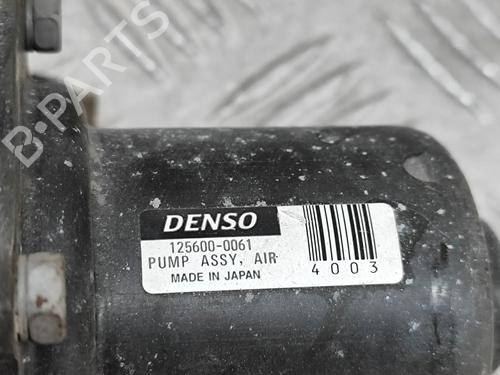 B-PARTS
DENSO
125600-0061
PUMP ASSY, AIR
MADE IN JAPAN
4003